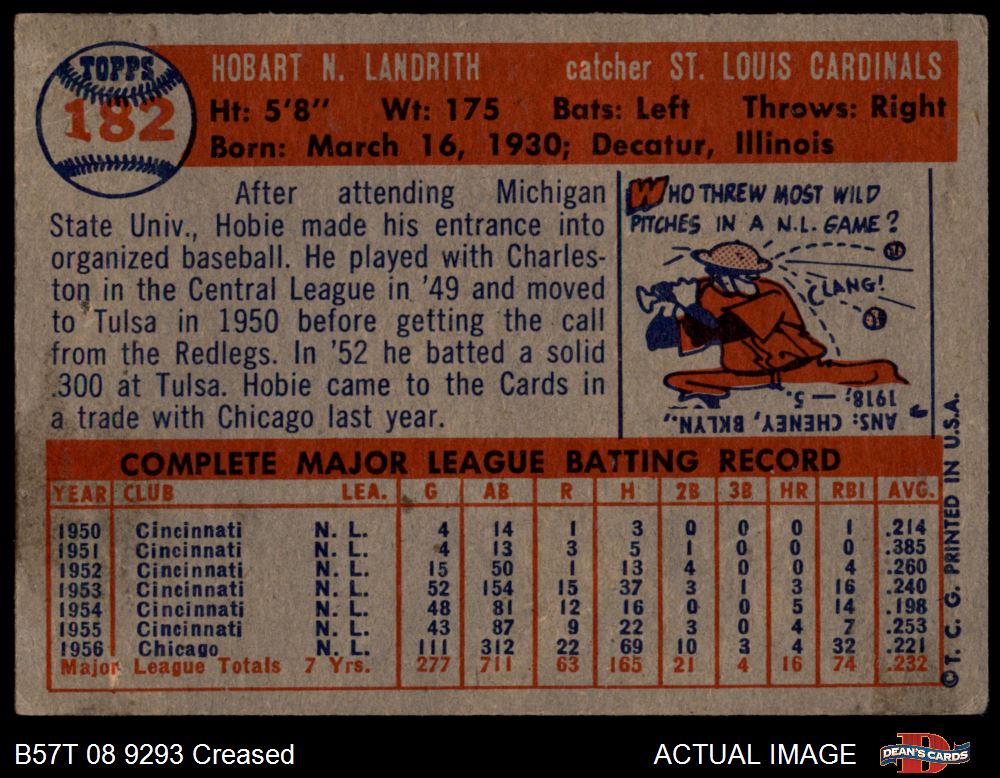 TOPPS
182
HOBART N. LANDRITH catcher ST. LOUIS CARDINALS
Ht: 5'8" Wt: 175 Bats: Left Throws: Right
Born: March 16, 1930; Decatur, Illinois
After attending Michigan
State Univ., Hobie made his entrance into
organized baseball. He played with Charles-
ton in the Central League in '49 and moved
to Tulsa in 1950 before getting the call
from the Redlegs. In '52 he batted a solid
.300 at Tulsa. Hobie came to the Cards in
a trade with Chicago last year.
WHO THREW MOST WILD
PITCHES IN A N.L. GAME?
CLANG!
ANS: CHENEY, BKLYN.,
1918; — 5.
COMPLETE MAJOR LEAGUE BATTING RECORD
YEAR CLUB LEA. G AB R H 2B 3B HR RBI AVG.
1950 Cincinnati N. L. 4 14 1 3 0 0 0 1 .214
1951 Cincinnati N. L. 4 13 3 5 1 0 0 0 .385
1952 Cincinnati N. L. 15 50 1 13 4 0 0 4 .260
1953 Cincinnati N. L. 52 154 15 37 3 1 3 16 .240
1954 Cincinnati N. L. 48 81 12 16 0 0 5 14 .198
1955 Cincinnati N. L. 43 87 9 22 3 0 4 7 .253
1956 Chicago N. L. 111 312 22 69 10 3 4 32 .221
Major League Totals 7 Yrs. 277 711 63 165 21 4 16 74 .232
© T. C. G. PRINTED IN U.S.A.
B57T 08 9293 Creased ACTUAL IMAGE
D
DEAN'S CARDS